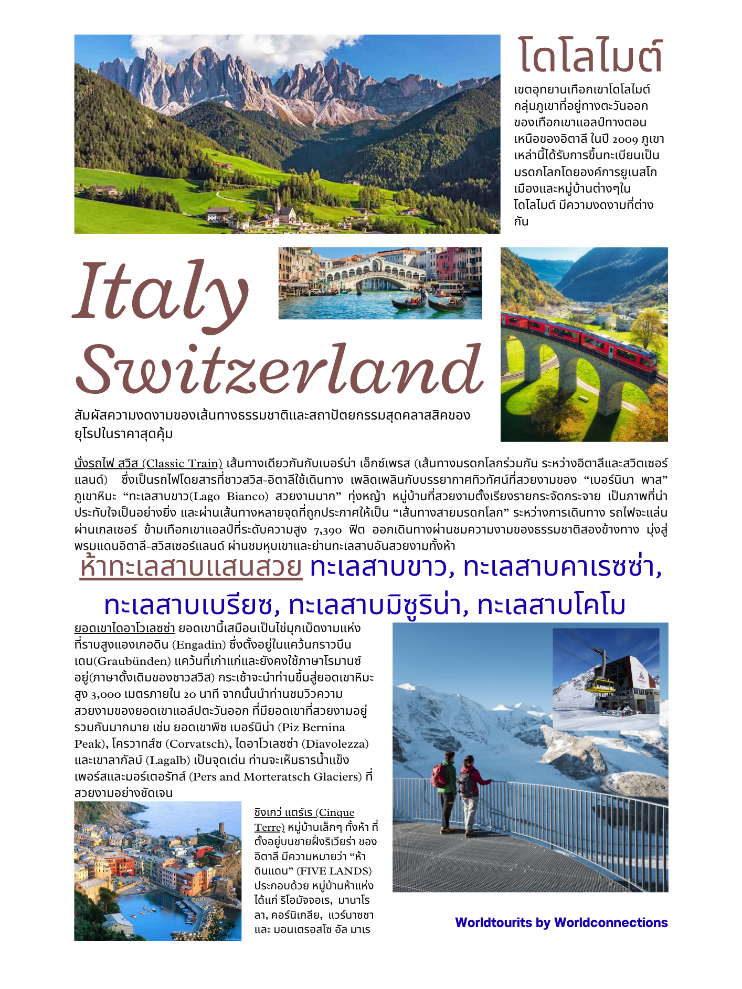 โดโลไมต์
เขตอุทยานเทือกเขาโดโลไมต์
กลุ่มภูเขาที่อยู่ทางตะวันออก
ของเทือกเขาแอลป์ทางตอน
เหนือของอิตาลี ในปี 2009 ภูเขา
เหล่านี้ได้รับการขึ้นทะเบียนเป็น
มรดกโลกโดยองค์การยูเนสโก
เมืองและหมู่บ้านต่างๆใน
โดโลไมต์ มีความงดงามที่ต่าง
กัน
Italy
Switzerland
สัมผัสความงดงามของเส้นทางธรรมชาติและสถาปัตยกรรมสุดคลาสสิคของ
ยุโรปในราคาสุดคุ้ม
นั่งรถไฟ สวิส (Classic Train) เส้นทางเดียวกันกับเบอร์น่า เอ็กซ์เพรส (เส้นทางมรดกโลกร่วมกัน ระหว่างอิตาลีและสวิตเซอร์
แลนด์) ซึ่งเป็นรถไฟโดยสารที่ชาวสวิส-อิตาลีใช้เดินทาง เพลิดเพลินกับบรรยากาศทิวทัศน์ที่สวยงามของ “เบอร์นินา พาส”
ภูเขาหิมะ “ทะเลสาบขาว(Lago Bianco) สวยงามมาก” ทุ่งหญ้า หมู่บ้านที่สวยงามตั้งเรียงรายกระจัดกระจาย เป็นภาพที่น่า
ประทับใจเป็นอย่างยิ่ง และผ่านเส้นทางหลายจุดที่ถูกประกาศให้เป็น “เส้นทางสายมรดกโลก” ระหว่างการเดินทาง รถไฟจะแล่น
ผ่านเกลเซอร์ ข้ามเทือกเขาแอลป์ที่ระดับความสูง 7,390 ฟิต ออกเดินทางผ่านชมความงามของธรรมชาติสองข้างทาง มุ่งสู่
พรมแดนอิตาลี-สวิสเซอร์แลนด์ ผ่านชมหุบเขาและย่านทะเลสาบอันสวยงามทั้งห้า
ห้าทะเลสาบแสนสวย ทะเลสาบขาว, ทะเลสาบคาเรซซ่า,
ทะเลสาบเบรียซ, ทะเลสาบมิซูริน่า, ทะเลสาบโคโม
ยอดเขาไดอาโวเลซซ่า ยอดเขานี้เสมือนเป็นไข่มุกเม็ดงามแห่ง
ที่ราบสูงแองเกอดิน (Engadin) ซึ่งตั้งอยู่ในแคว้นกราวบึน
เดน(Graubünden) แคว้นที่เก่าแก่และยังคงใช้ภาษาโรมานซ์
อยู่(ภาษาดั้งเดิมของชาวสวิส) กระเช้าจะนำท่านขึ้นสู่ยอดเขาหิมะ
สูง 3,000 เมตรภายใน 20 นาที จากนั้นนำท่านชมวิวความ
สวยงามของยอดเขาแอลป์ตะวันออก ที่มียอดเขาที่สวยงามอยู่
รวมกันมากมาย เช่น ยอดเขาพิซ เบอร์นิน่า (Piz Bernina
Peak), โครวาทส์ช (Corvatsch), ไดอาโวเลซซ่า (Diavolezza)
และเขาลากัลป์ (Lagalb) เป็นจุดเด่น ท่านจะเห็นธารน้ำแข็ง
เพอร์สและมอร์เตอรัทส์ (Pers and Morteratsch Glaciers) ที่
สวยงามอย่างชัดเจน
ชิงเกว่ แตร์เร (Cinque
Terre) หมู่บ้านเล็กๆ ทั้งห้า ที่
ตั้งอยู่บนชายฝั่งริเวียร่า ของ
อิตาลี มีความหมายว่า “ห้า
ดินแดน” (FIVE LANDS)
ประกอบด้วย หมู่บ้านห้าแห่ง
ได้แก่ ริโอมัจจอเร, มานาโร
ลา, คอร์นิเกลีย, แวร์นาซซา
และ มอนเตรอสโซ อัล มาเร
Worldtourits by Worldconnections